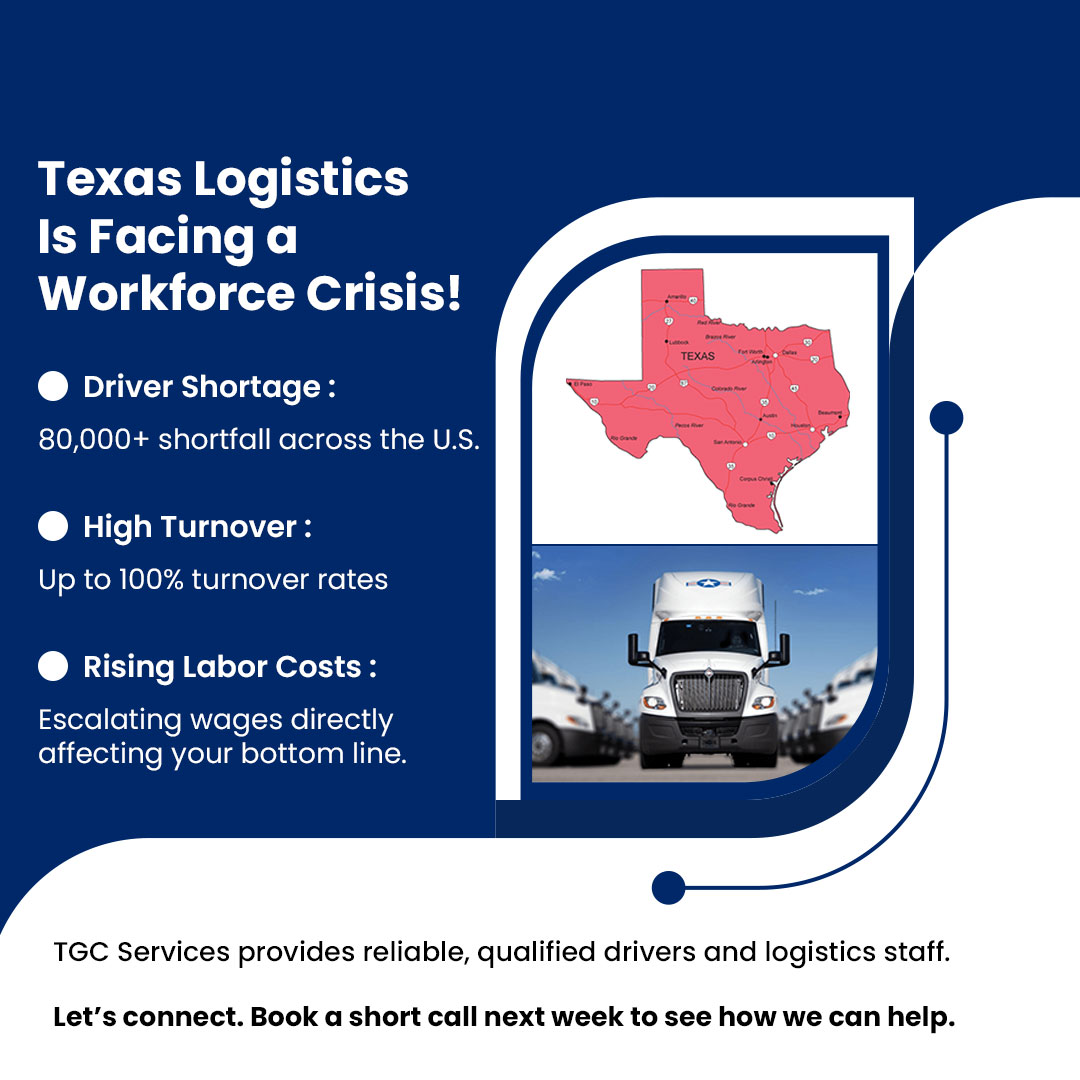 Texas Logistics
Is Facing a
Workforce Crisis!
Driver Shortage :
80,000+ shortfall across the U.S.
High Turnover :
Up to 100% turnover rates
Rising Labor Costs :
Escalating wages directly
affecting your bottom line.
Amarillo
40
27
Red River
Lubbock
Brazos River
TEXAS
Fort Worth
Dallas
Arlington
El Paso
Colorado River
Austin
Beaumont
Houston
Pecos River
Rio Grande
San Antonio
Corpus Christi
Rio Grande
TGC Services provides reliable, qualified drivers and logistics staff.
Let's connect. Book a short call next week to see how we can help.